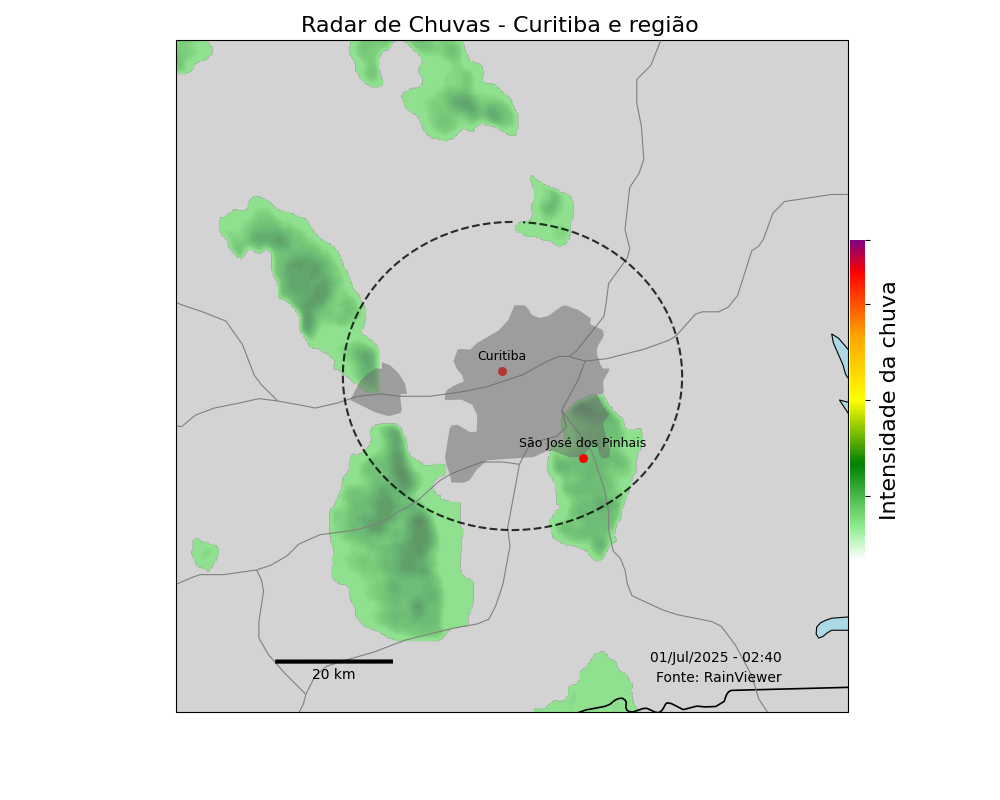 Radar de Chuvas - Curitiba e região
Curitiba
São José dos Pinhais
Intensidade da chuva
20 km
01/Jul/2025 - 02:40
Fonte: RainViewer